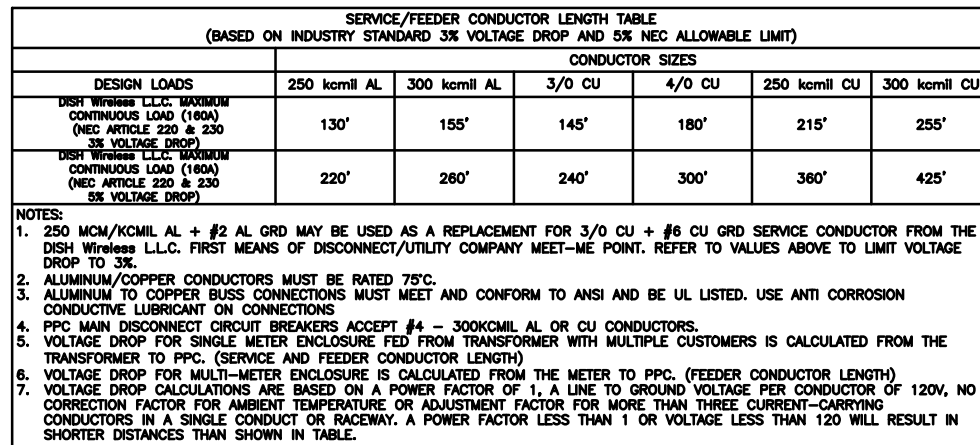 SERVICE/FEEDER CONDUCTOR LENGTH TABLE
(BASED ON INDUSTRY STANDARD 3% VOLTAGE DROP AND 5% NEC ALLOWABLE LIMIT)
CONDUCTOR SIZES
DESIGN LOADS 250 kcmil AL 300 kcmil AL 3/0 CU 4/0 CU 250 kcmil CU 300 kcmil CU
DISH Wireless L.L.C. MAXIMUM
CONTINUOUS LOAD (160A)
(NEC ARTICLE 220 & 230
3% VOLTAGE DROP)
130' 155' 145' 180' 215' 255'
DISH Wireless L.L.C. MAXIMUM
CONTINUOUS LOAD (160A)
(NEC ARTICLE 220 & 230
5% VOLTAGE DROP)
220' 260' 240' 300' 360' 425'
NOTES:
1. 250 MCM/KCMIL AL + #2 AL GRD MAY BE USED AS A REPLACEMENT FOR 3/0 CU + #6 CU GRD SERVICE CONDUCTOR FROM THE
DISH Wireless L.L.C. FIRST MEANS OF DISCONNECT/UTILITY COMPANY MEET-ME POINT. REFER TO VALUES ABOVE TO LIMIT VOLTAGE
DROP TO 3%.
2. ALUMINUM/COPPER CONDUCTORS MUST BE RATED 75°C.
3. ALUMINUM TO COPPER BUSS CONNECTIONS MUST MEET AND CONFORM TO ANSI AND BE UL LISTED. USE ANTI CORROSION
CONDUCTIVE LUBRICANT ON CONNECTIONS
4. PPC MAIN DISCONNECT CIRCUIT BREAKERS ACCEPT #4 - 300KCMIL AL OR CU CONDUCTORS.
5. VOLTAGE DROP FOR SINGLE METER ENCLOSURE FED FROM TRANSFORMER WITH MULTIPLE CUSTOMERS IS CALCULATED FROM THE
TRANSFORMER TO PPC. (SERVICE AND FEEDER CONDUCTOR LENGTH)
6. VOLTAGE DROP FOR MULTI-METER ENCLOSURE IS CALCULATED FROM THE METER TO PPC. (FEEDER CONDUCTOR LENGTH)
7. VOLTAGE DROP CALCULATIONS ARE BASED ON A POWER FACTOR OF 1, A LINE TO GROUND VOLTAGE PER CONDUCTOR OF 120V, NO
CORRECTION FACTOR FOR AMBIENT TEMPERATURE OR ADJUSTMENT FACTOR FOR MORE THAN THREE CURRENT-CARRYING
CONDUCTORS IN A SINGLE CONDUCT OR RACEWAY. A POWER FACTOR LESS THAN 1 OR VOLTAGE LESS THAN 120 WILL RESULT IN
SHORTER DISTANCES THAN SHOWN IN TABLE.